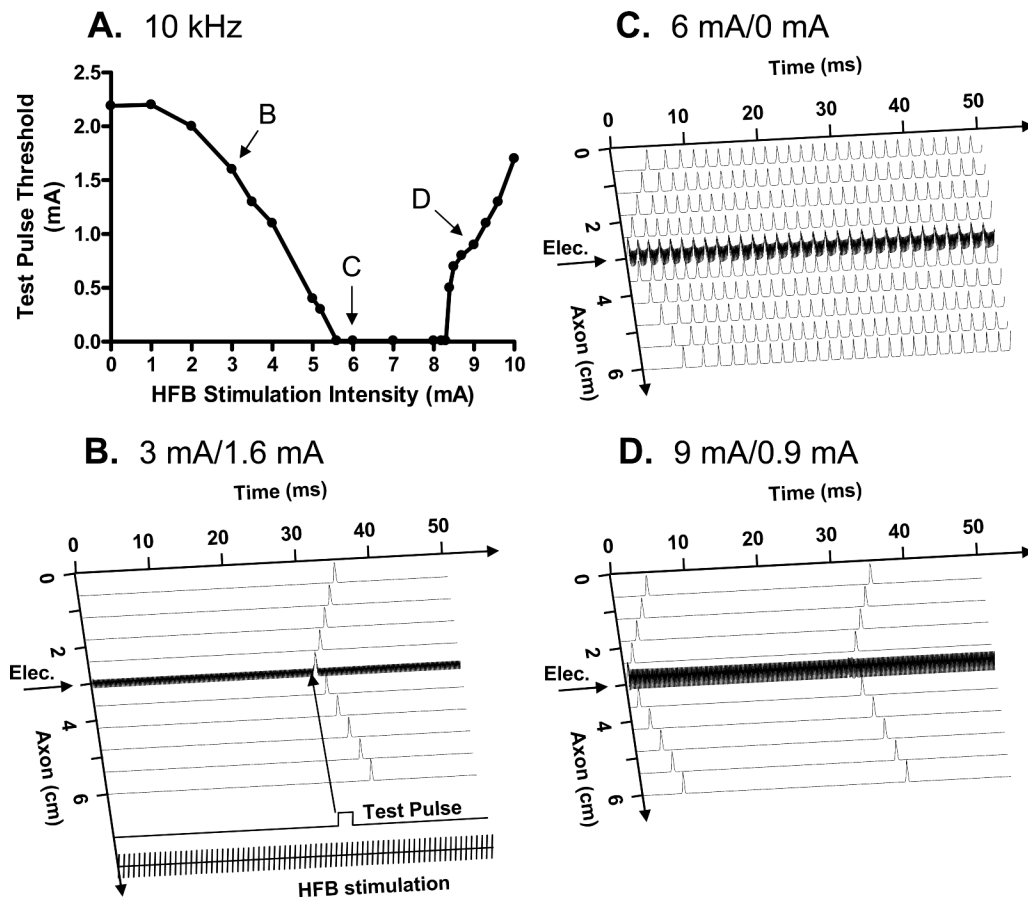 A. 10 kHz
Test Pulse Threshold
(mA)
2.5
2.0
1.5
1.0
0.5
0.0
B
C
D
0 1 2 3 4 5 6 7 8 9 10
HFB Stimulation Intensity (mA)
C. 6 mA/0 mA
Time (ms)
0 10 20 30 40 50
0
2
4
6
Elec.
Axon (cm)
B. 3 mA/1.6 mA
Time (ms)
0 10 20 30 40 50
0
2
4
6
Elec.
Axon (cm)
Test Pulse
HFB stimulation
D. 9 mA/0.9 mA
Time (ms)
0 10 20 30 40 50
0
2
4
6
Elec.
Axon (cm)